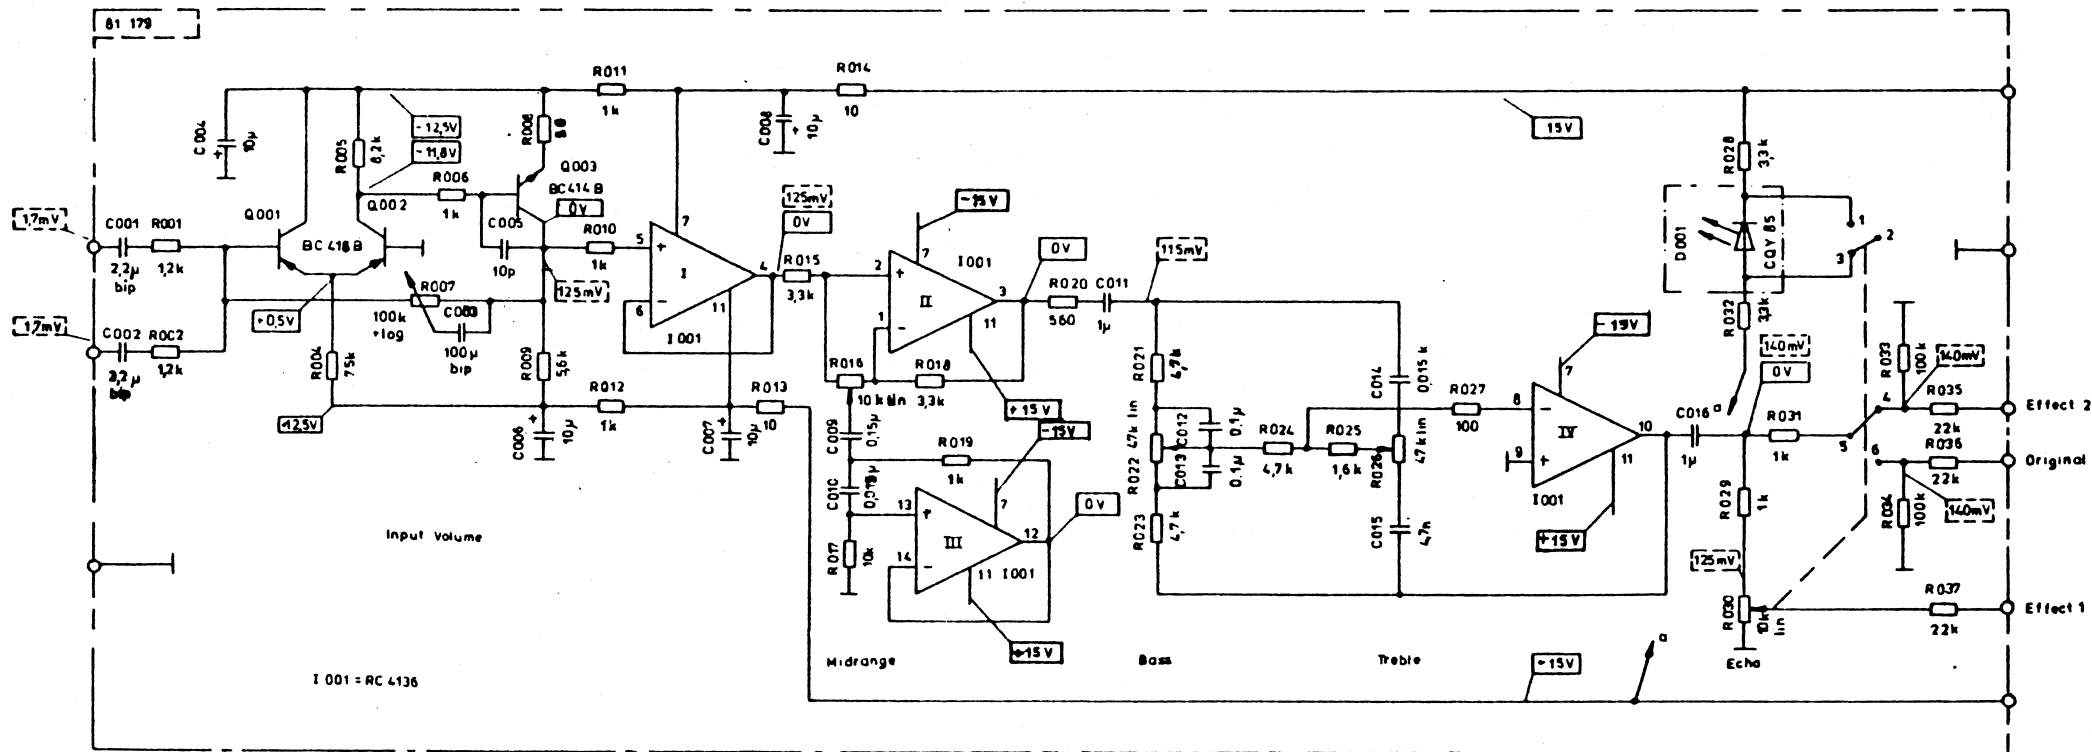 81 179
R011
1k
R014
10
C004
10µ
R005
8,2k
-12,5V
-11,8V
R008
C008
10µ
15V
R028
3,3k
R006
1k
Q003
BC414 B
0V
C005
10p
R010
1k
125mV
0V
-15V
1,7mV
C001
2,2µ
bip
R001
1,2k
Q001
BC 418 B
Q002
R007
100k
+log
C003
100µ
bip
125mV
5
+
I
6
-
7
4
11
I001
R015
3,3k
2
+
II
1
-
7
I001
3
11
0V
R020
560
C011
1µ
115mV
D001
CQY 85
1
2
3
R032
3,3k
1,7mV
C002
2,2µ
bip
R002
1,2k
+0,5V
R004
75k
R009
5,6k
R016
10k lin
R018
3,3k
R021
4,7k
C014
0,015k
-15V
140mV
0V
R033
100k
140mV
12,5V
C006
10µ
R012
1k
C007
10µ
R013
10
+15V
-15V
C009
0,15µ
R019
1k
C010
R022 47k lin
C012
0,1µ
C013
0,1µ
R024
4,7k
R025
1,6k
R026
47k lin
R027
100
8
-
IV
9
+
7
10
11
I001
C016
1µ
a
R031
1k
4
5
6
R035
22k
Effect 2
R036
22k
Original
R034
100k
140mV
R017
10k
13
+
III
14
-
7
12
11
I001
0V
R023
4,7k
C015
4,7n
+15V
R029
1k
125mV
R030
10k
lin
R037
22k
Effect 1
Input Volume
+15V
Midrange
Bass
Treble
+15V
a
Echo
I 001 = RC 4136